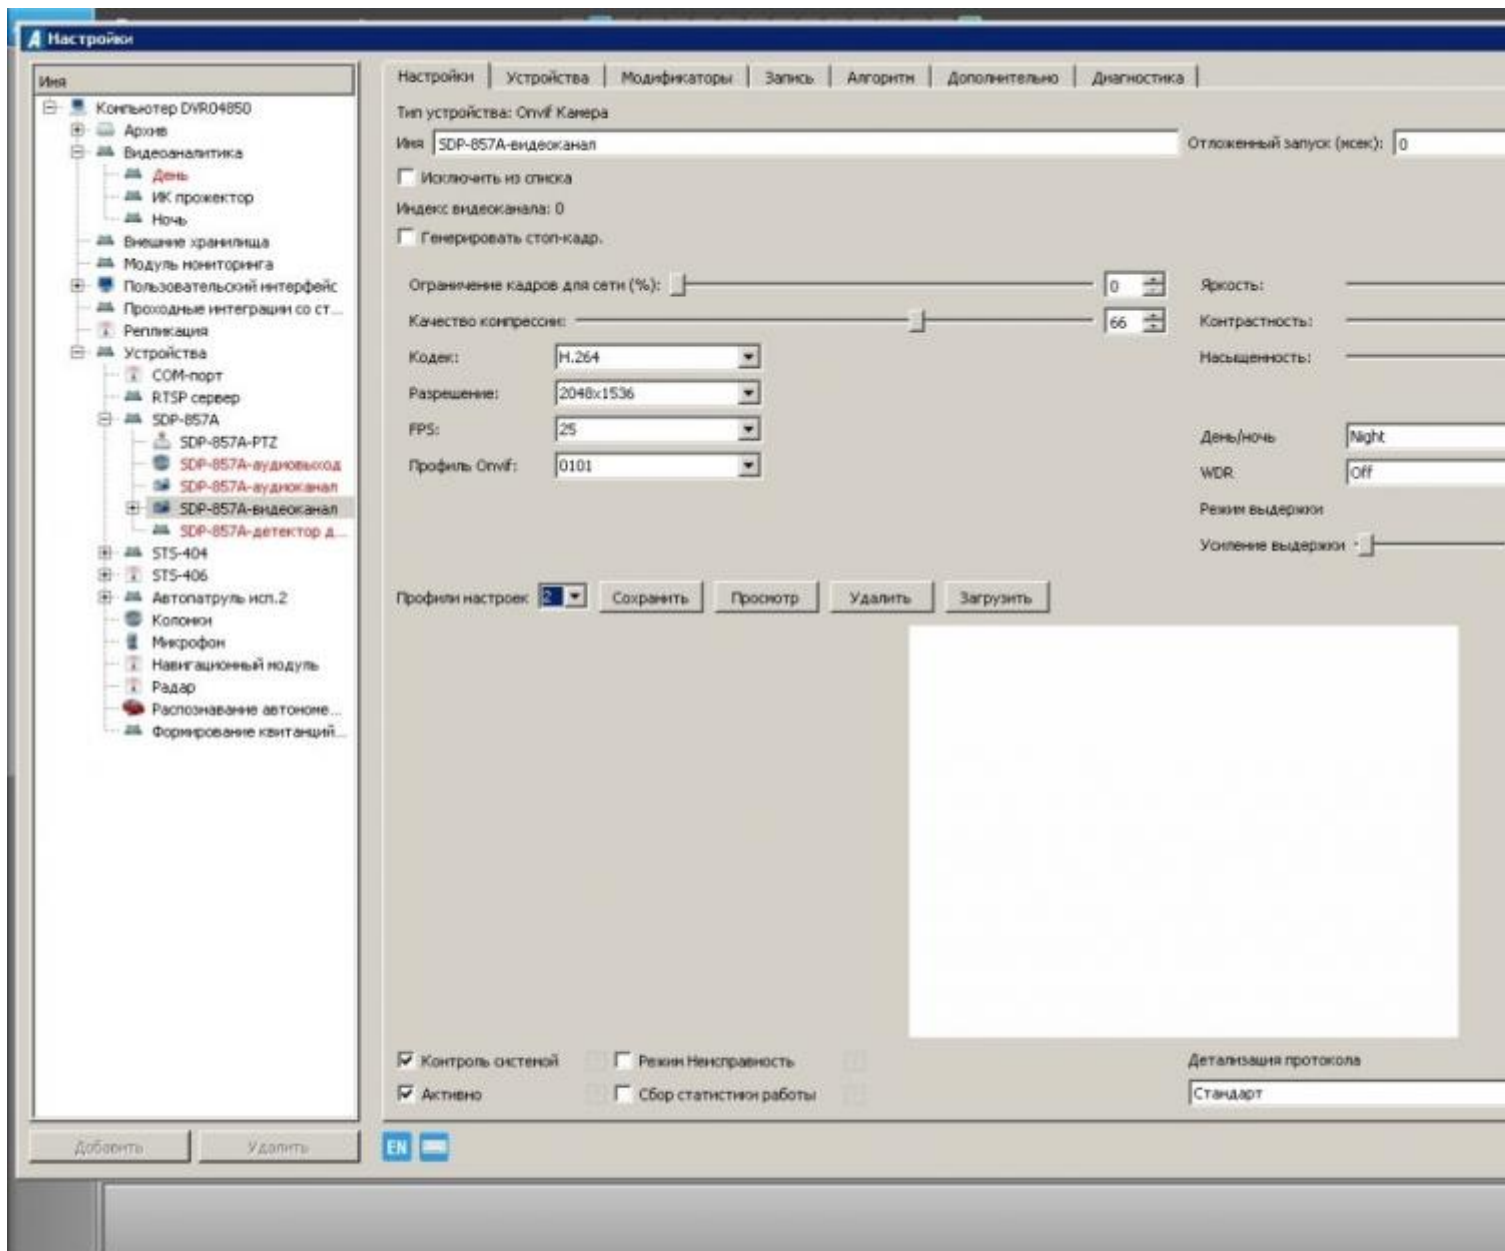 Настройки
Имя
Компьютер DVR04850
Архив
Видеоаналитика
День
ИК прожектор
Ночь
Внешние хранилища
Модуль мониторинга
Пользовательский интерфейс
Проходные интеграции со ст...
Репликация
Устройства
COM-порт
RTSP сервер
SDP-857A
SDP-857A-PTZ
SDP-857A-аудиовыход
SDP-857A-аудиоканал
SDP-857A-видеоканал
SDP-857A-детектор д...
STS-404
STS-406
Автопатруль исп.2
Колонки
Микрофон
Навигационный модуль
Радар
Распознавание автономе...
Формирование квитанций...
Добавить Удалить
Настройки Устройства Модификаторы Запись Алгоритм Дополнительно Диагностика
Тип устройства: Onvif Камера
Имя SDP-857A-видеоканал Отложенный запуск (мсек): 0
Исключить из списка
Индекс видеоканала: 0
Генерировать стоп-кадр.
Ограничение кадров для сети (%): 0 Яркость:
Качество компрессии: 66 Контрастность:
Кодек: H.264 Насыщенность:
Разрешение: 2048x1536
FPS: 25 День/ночь Night
Профиль Onvif: 0101 WDR Off
Режим выдержки
Усиление выдержки
Профили настроек 2 Сохранить Просмотр Удалить Загрузить
Контроль системой Режим Неисправность Детализация протокола
Активно Сбор статистики работы Стандарт
EN